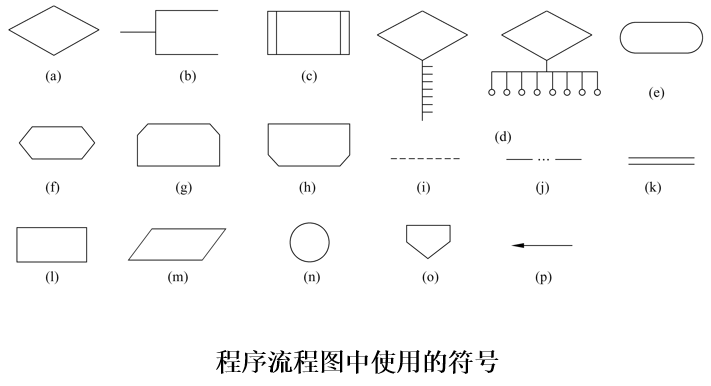 (a) (b) (c) (e)
(d)
(f) (g) (h) (i) (j) (k)
(l) (m) (n) (o) (p)
程序流程图中使用的符号